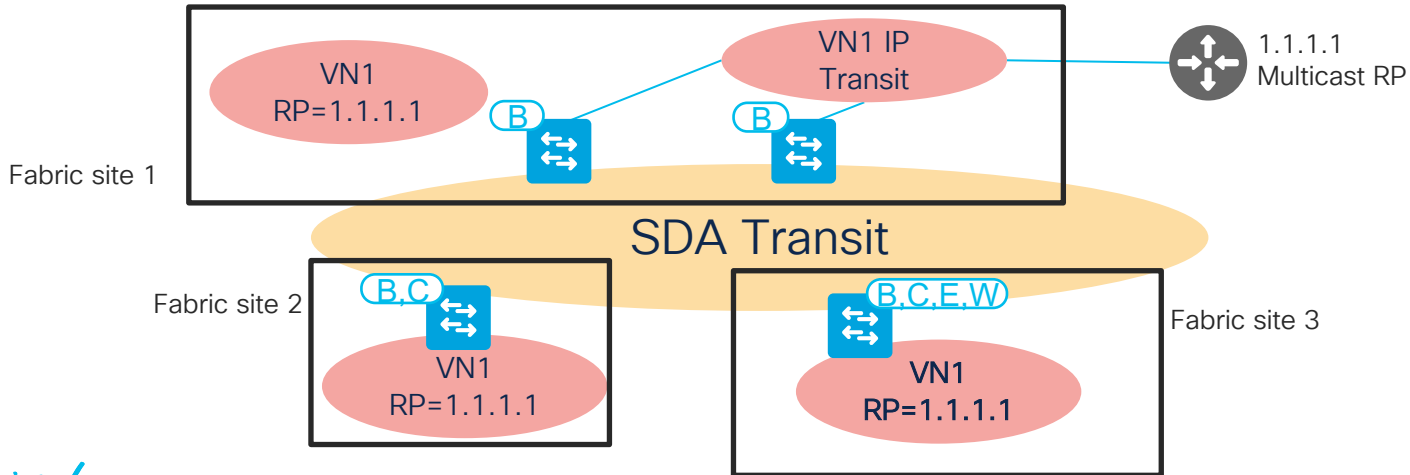 VN1 IP
Transit
1.1.1.1
Multicast RP
VN1
RP=1.1.1.1
B
B
Fabric site 1
SDA Transit
Fabric site 2
B,C
B,C,E,W
Fabric site 3
VN1
RP=1.1.1.1
VN1
RP=1.1.1.1